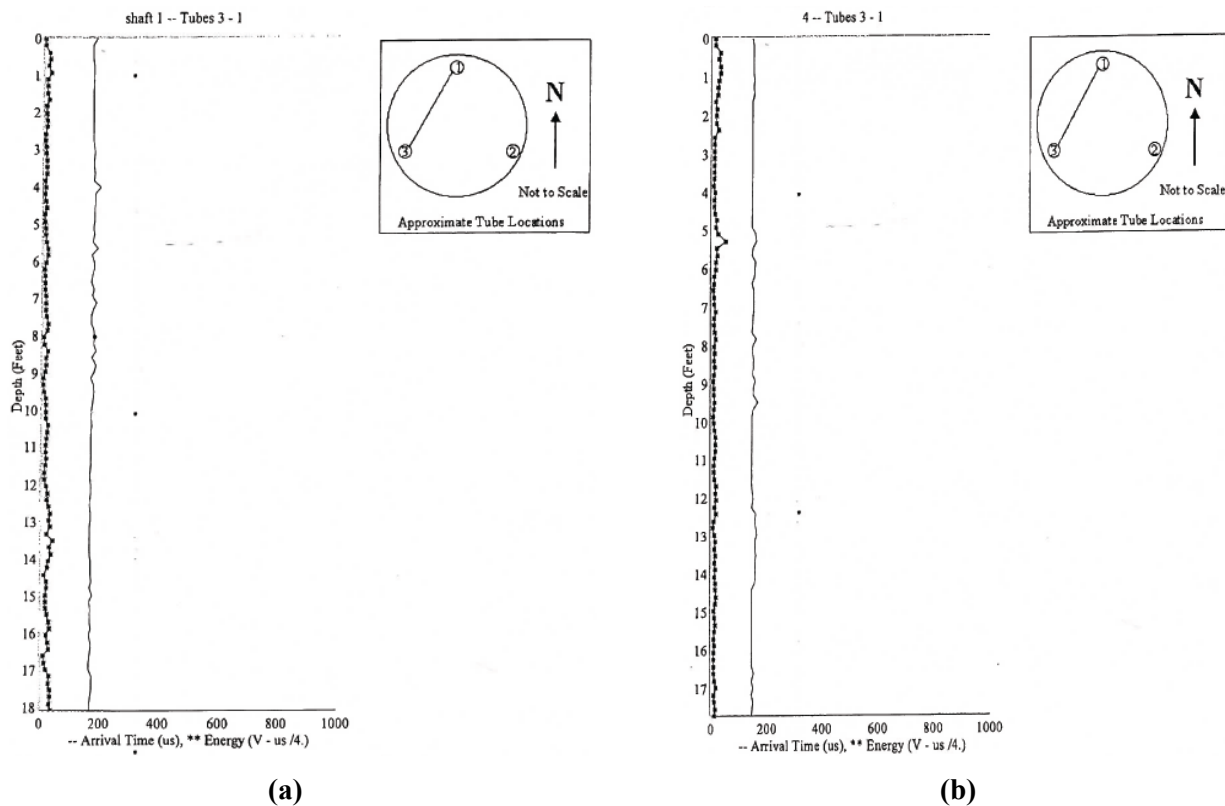 shaft 1 -- Tubes 3 - 1
0
1
2
3
4
5
6
7
8
9
10
11
12
13
14
15
16
17
18
Depth (Feet)
0 200 400 600 800 1000
-- Arrival Time (us), ** Energy (V - us /4.)
①
③
②
N
Not to Scale
Approximate Tube Locations
(a)
4 -- Tubes 3 - 1
0
1
2
3
4
5
6
7
8
9
10
11
12
13
14
15
16
17
Depth (Feet)
0 200 400 600 800 1000
-- Arrival Time (us), ** Energy (V - us /4.)
①
③
②
N
Not to Scale
Approximate Tube Locations
(b)